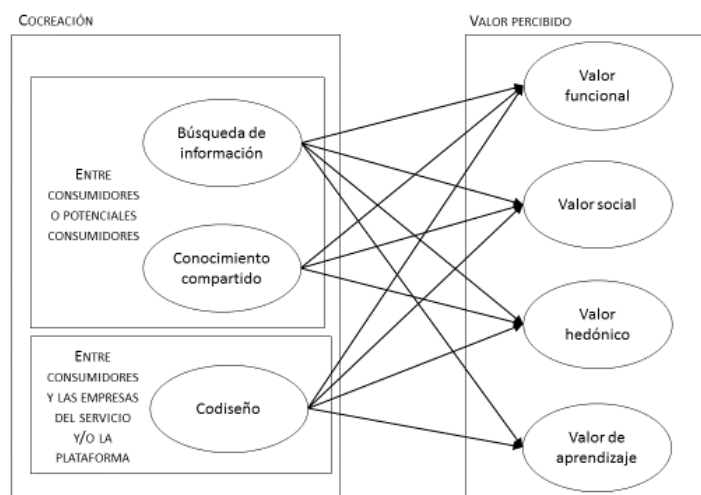 COCREACIÓN
VALOR PERCIBIDO
ENTRE
CONSUMIDORES
O POTENCIALES
CONSUMIDORES
Búsqueda de
información
Conocimiento
compartido
ENTRE
CONSUMIDORES
Y LAS EMPRESAS
DEL SERVICIO
Y/O LA
PLATAFORMA
Codiseño
Valor
funcional
Valor social
Valor
hedónico
Valor de
aprendizaje